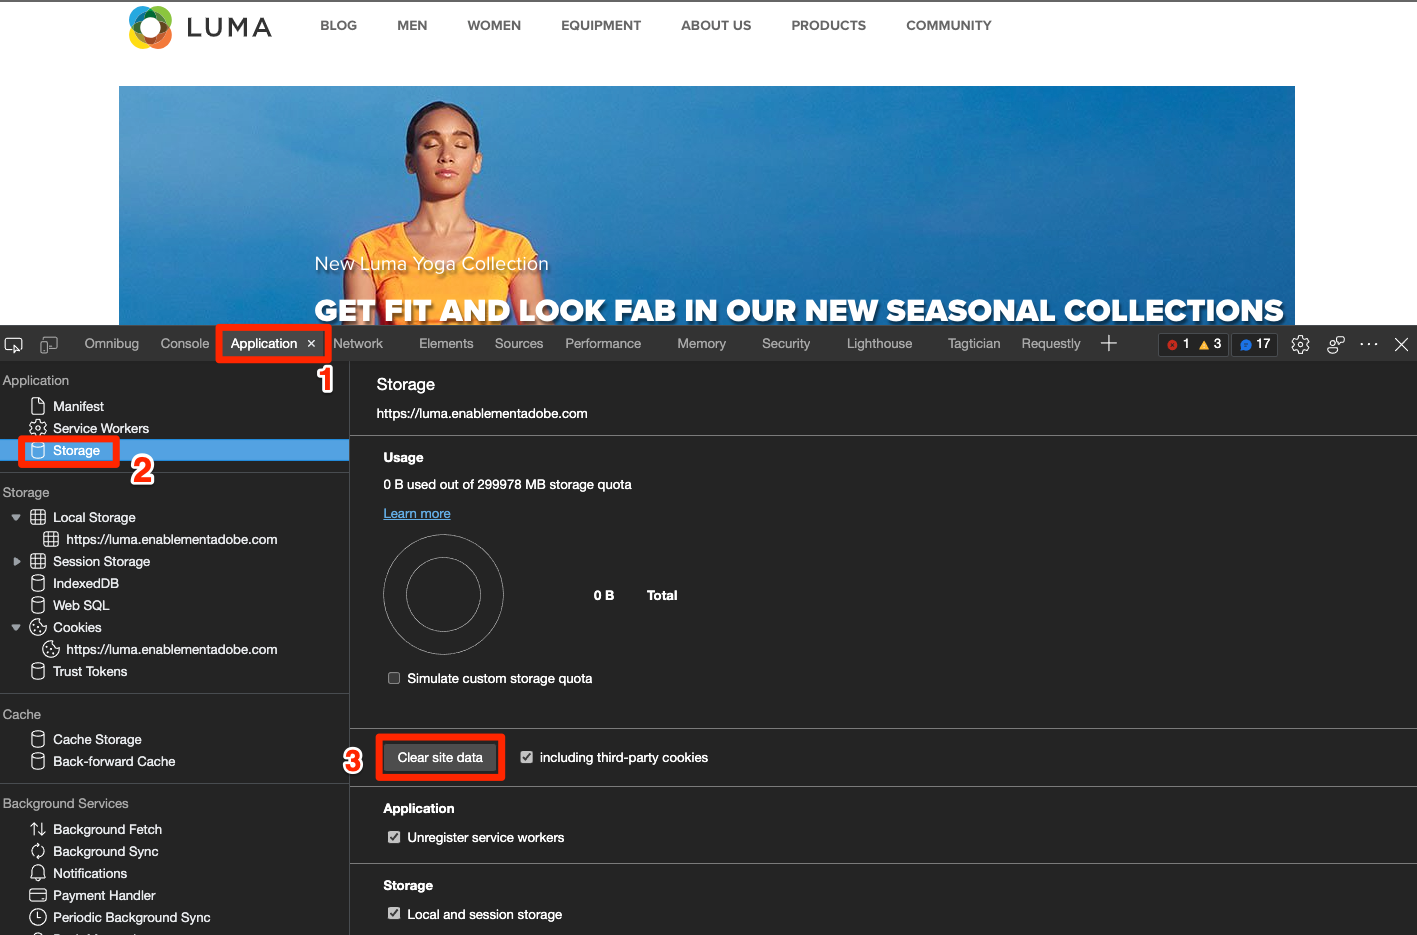 LUMA
BLOG MEN WOMEN EQUIPMENT ABOUT US PRODUCTS COMMUNITY
New Luma Yoga Collection
GET FIT AND LOOK FAB IN OUR NEW SEASONAL COLLECTIONS
Omnibug Console Application × Network Elements Sources Performance Memory Security Lighthouse Tagtician Requestly 1 3 17
1
Application
Manifest
Service Workers
Storage
2
Storage
Local Storage
https://luma.enablementadobe.com
Session Storage
IndexedDB
Web SQL
Cookies
https://luma.enablementadobe.com
Trust Tokens
Cache
Cache Storage
Back-forward Cache
Background Services
Background Fetch
Background Sync
Notifications
Payment Handler
Periodic Background Sync
Storage
https://luma.enablementadobe.com
Usage
0 B used out of 299978 MB storage quota
Learn more
0 B Total
Simulate custom storage quota
3 Clear site data including third-party cookies
Application
Unregister service workers
Storage
Local and session storage